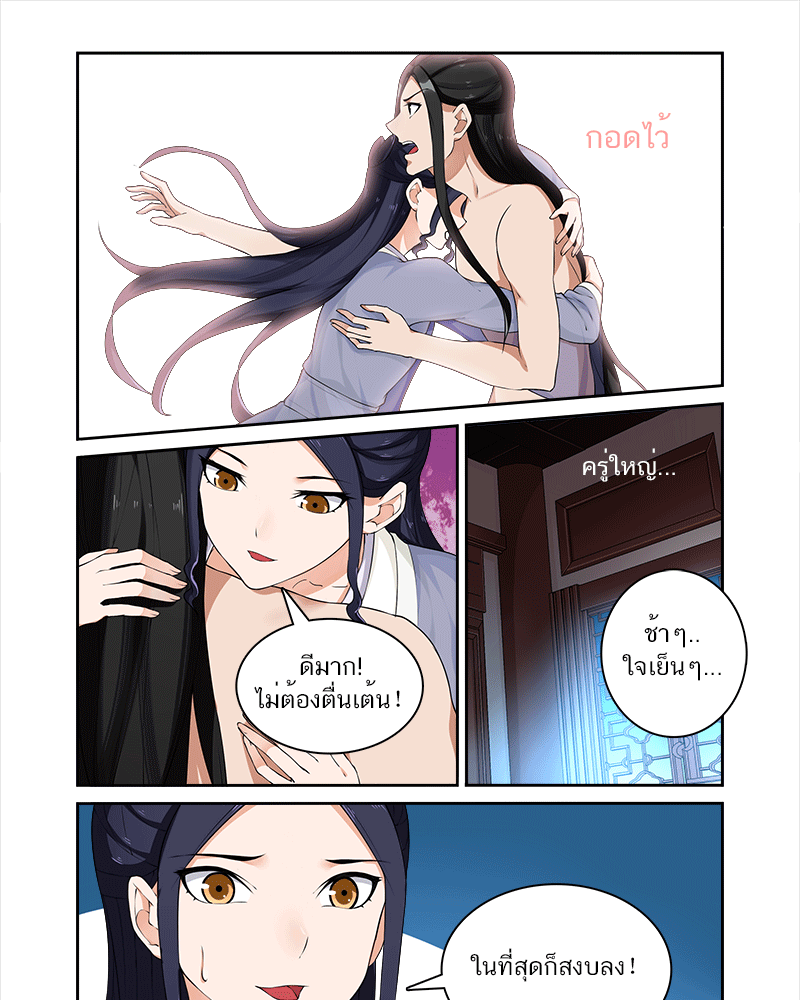 กอดไว้
ดีมาก!
ไม่ต้องตื่นเต้น!
ครู่ใหญ่...
ช้าๆ..
ใจเย็นๆ...
ในที่สุดก็สงบลง!